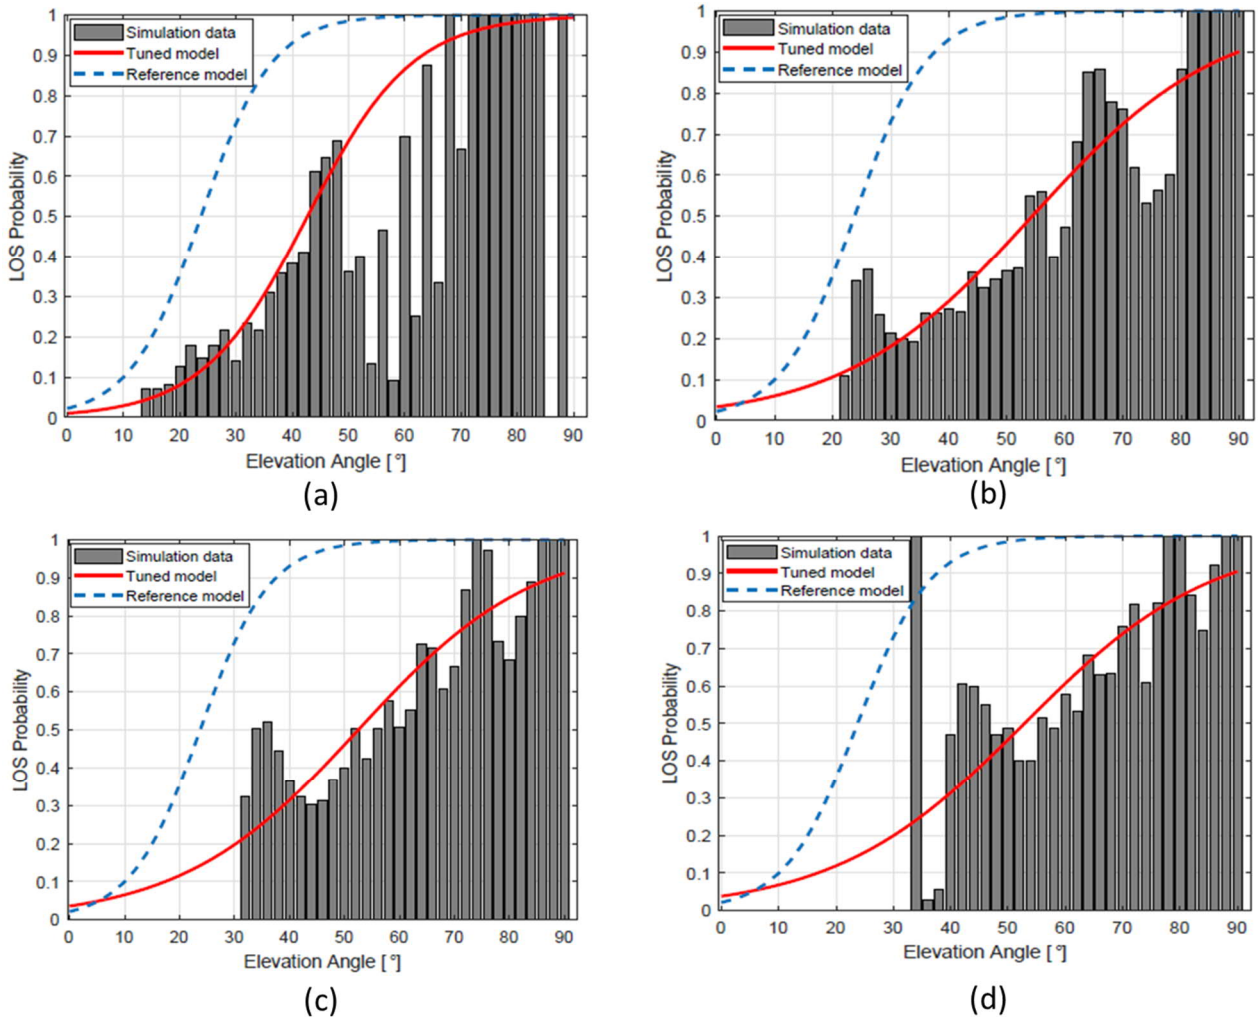 Simulation data
Tuned model
Reference model
1
0.9
0.8
0.7
0.6
0.5
0.4
0.3
0.2
0.1
0
LOS Probability
0 10 20 30 40 50 60 70 80 90
Elevation Angle [°]
(a)
Simulation data
Tuned model
Reference model
1
0.9
0.8
0.7
0.6
0.5
0.4
0.3
0.2
0.1
0
LOS Probability
0 10 20 30 40 50 60 70 80 90
Elevation Angle [°]
(b)
Simulation data
Tuned model
Reference model
1
0.9
0.8
0.7
0.6
0.5
0.4
0.3
0.2
0.1
0
LOS Probability
0 10 20 30 40 50 60 70 80 90
Elevation Angle [°]
(c)
Simulation data
Tuned model
Reference model
1
0.9
0.8
0.7
0.6
0.5
0.4
0.3
0.2
0.1
0
LOS Probability
0 10 20 30 40 50 60 70 80 90
Elevation Angle [°]
(d)